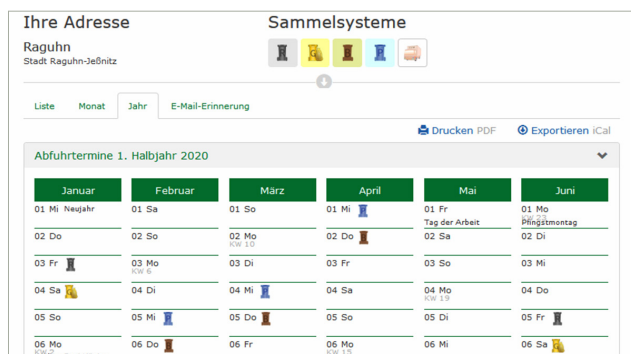 Ihre Adresse
Sammelsysteme
Raguhn
Stadt Raguhn-Jeßnitz
Liste Monat Jahr E-Mail-Erinnerung
Drucken PDF Exportieren iCal
Abfuhrtermine 1. Halbjahr 2020
Januar Februar März April Mai Juni
01 Mi Neujahr 01 Sa 01 So 01 Mi 01 Fr 01 Mo
Tag der Arbeit KW 23 Pfingstmontag
02 Do 02 So 02 Mo 02 Do 02 Sa 02 Di
KW 10
03 Fr 03 Mo 03 Di 03 Fr 03 So 03 Mi
KW 6
04 Sa 04 Di 04 Mi 04 Sa 04 Mo 04 Do
KW 19
05 So 05 Mi 05 Do 05 So 05 Di 05 Fr
06 Mo 06 Do 06 Fr 06 Mo 06 Mi 06 Sa
KW 2 KW 15